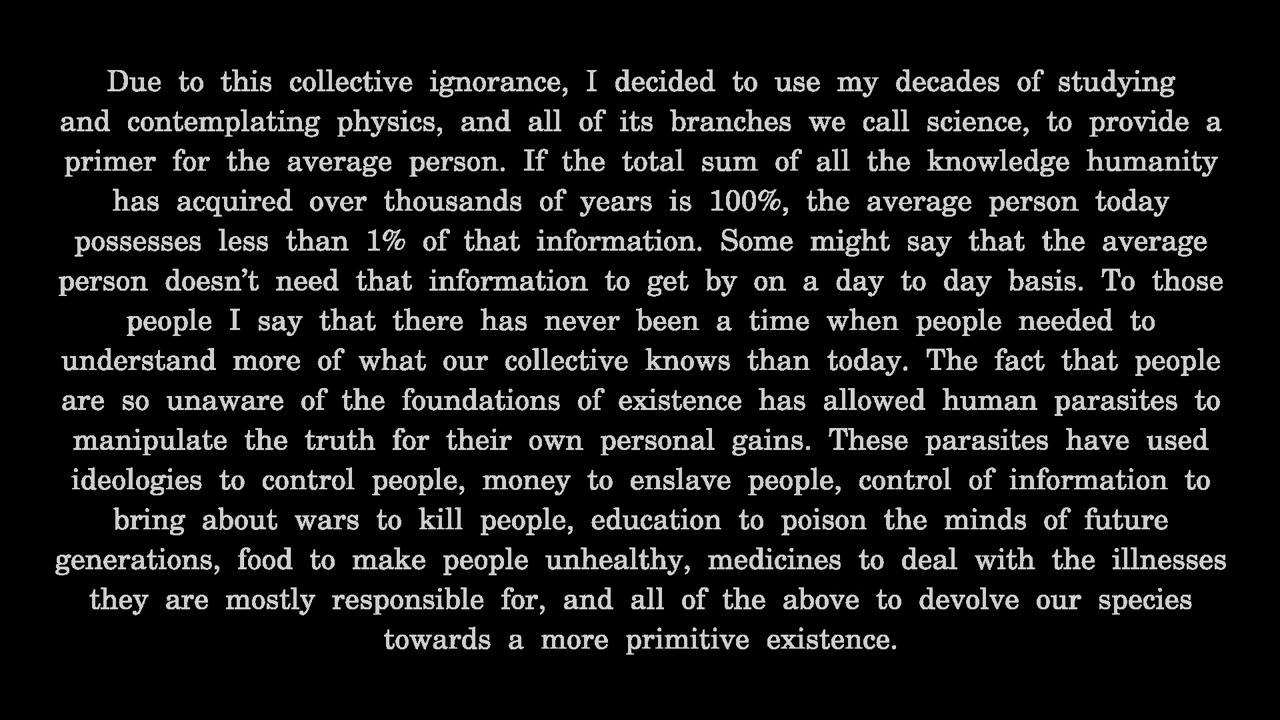 Due to this collective ignorance, I decided to use my decades of studying
and contemplating physics, and all of its branches we call science, to provide a
primer for the average person. If the total sum of all the knowledge humanity
has acquired over thousands of years is 100%, the average person today
possesses less than 1% of that information. Some might say that the average
person doesn’t need that information to get by on a day to day basis. To those
people I say that there has never been a time when people needed to
understand more of what our collective knows than today. The fact that people
are so unaware of the foundations of existence has allowed human parasites to
manipulate the truth for their own personal gains. These parasites have used
ideologies to control people, money to enslave people, control of information to
bring about wars to kill people, education to poison the minds of future
generations, food to make people unhealthy, medicines to deal with the illnesses
they are mostly responsible for, and all of the above to devolve our species
towards a more primitive existence.